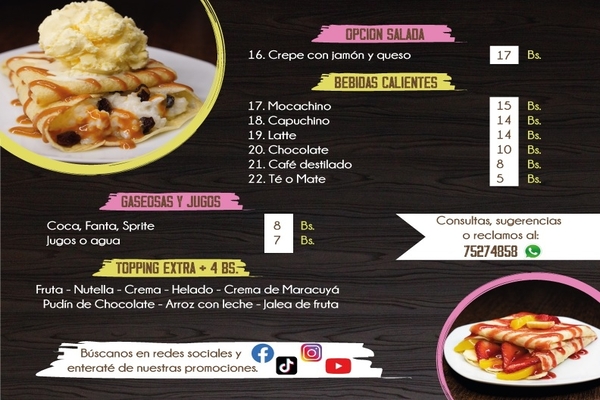 OPCION SALADA
16. Crepe con jamón y queso 17 Bs.
BEBIDAS CALIENTES
17. Mocachino 15 Bs.
18. Capuchino 14 Bs.
19. Latte 14 Bs.
20. Chocolate 10 Bs.
21. Café destilado 8 Bs.
22. Té o Mate 5 Bs.
GASEOSAS Y JUGOS
Coca, Fanta, Sprite 8 Bs.
Jugos o agua 7 Bs.
Consultas, sugerencias
o reclamos al:
75274858
TOPPING EXTRA + 4 BS.
Fruta - Nutella - Crema - Helado - Crema de Maracuyá
Pudín de Chocolate - Arroz con leche - Jalea de fruta
Búscanos en redes sociales y
enteraté de nuestras promociones.